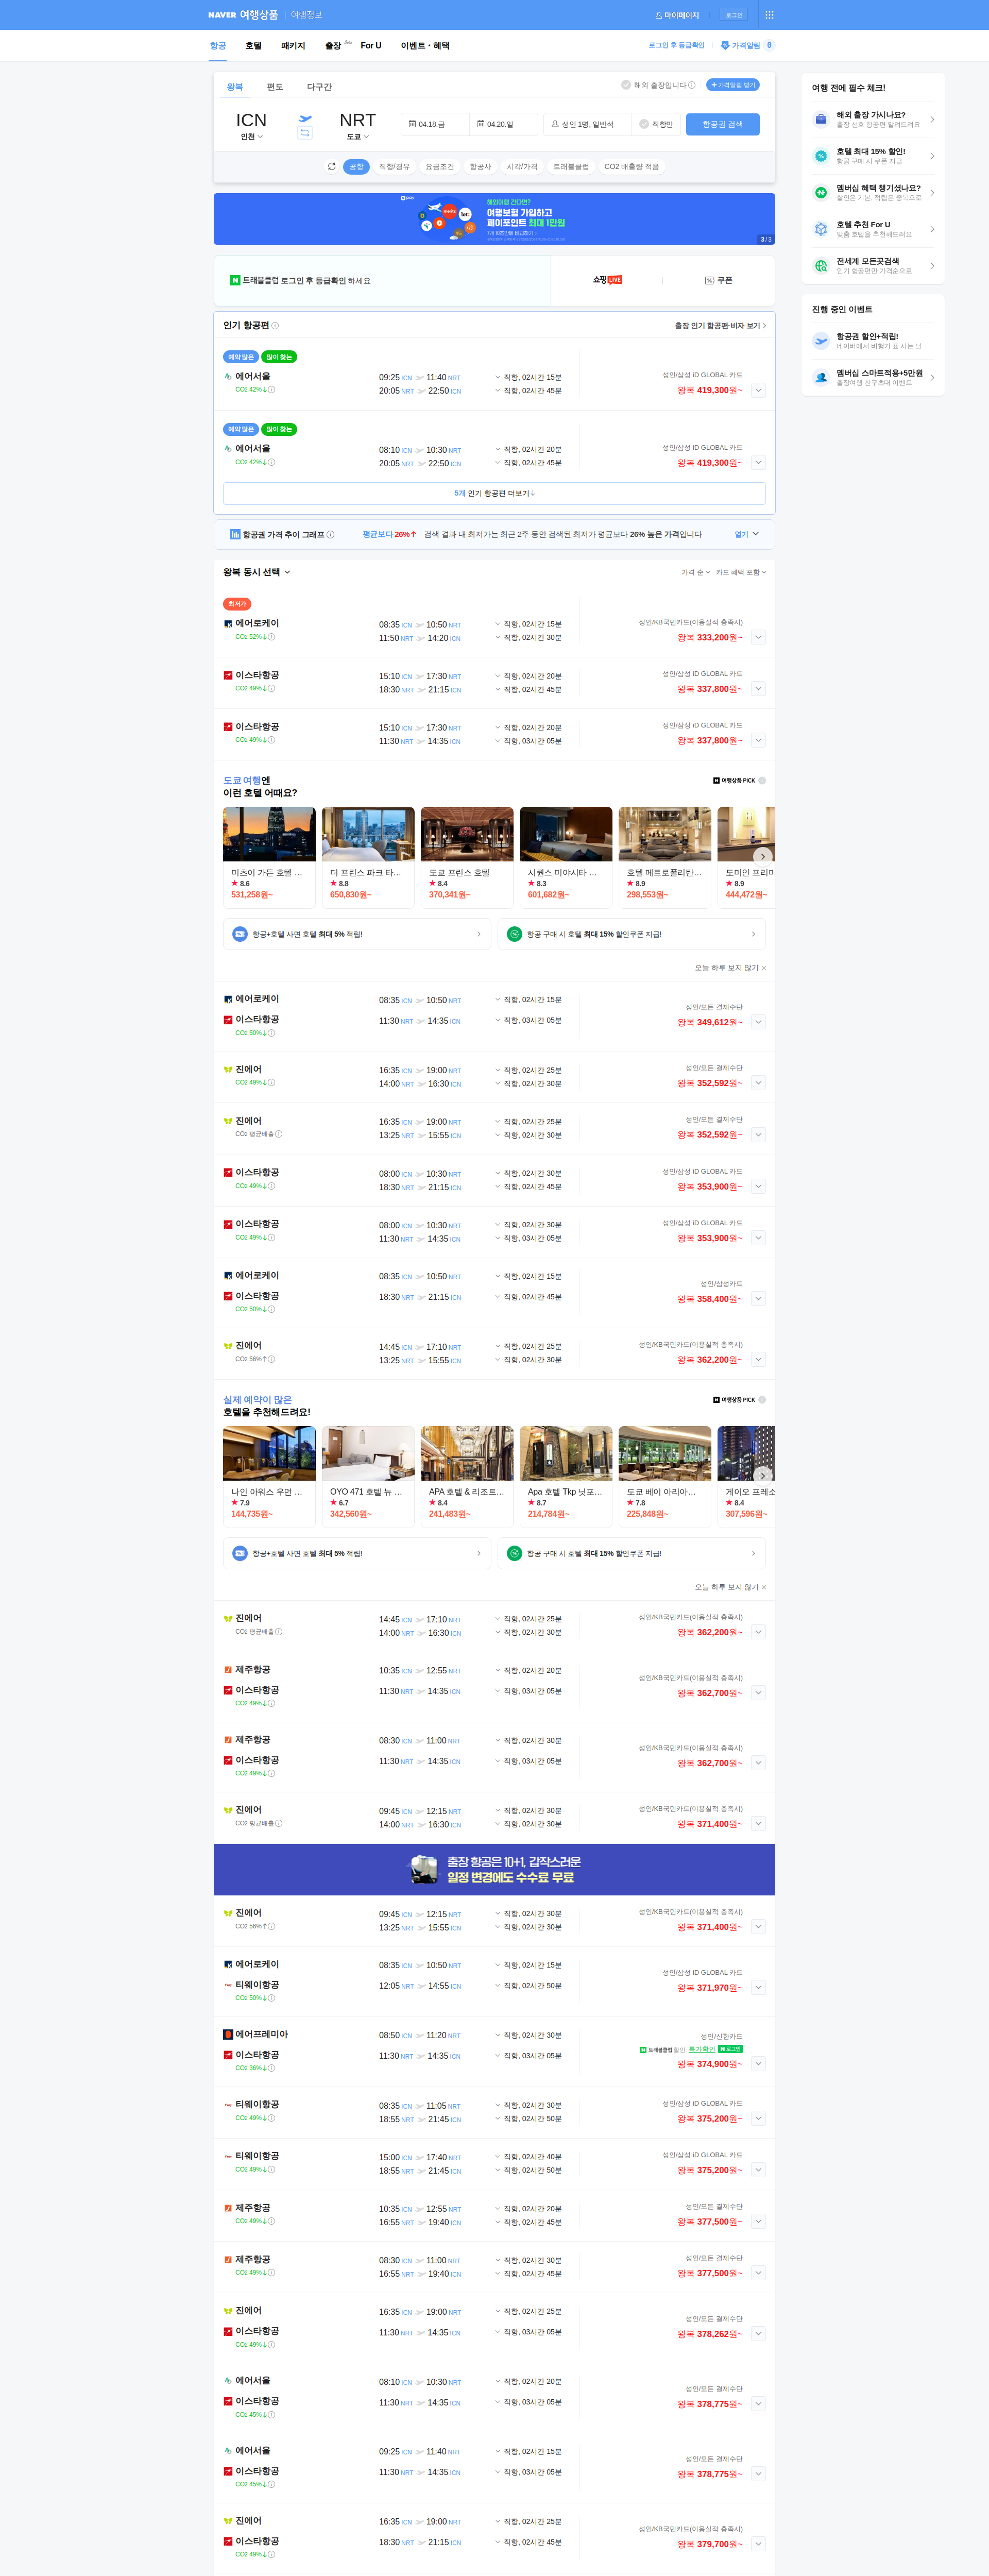 NAVER 여행상품 여행정보
마이페이지 로그인
항공 호텔 패키지 출장 For U 이벤트・혜택
로그인 후 등급확인 가격알림 0
왕복 편도 다구간
해외 출장입니다
가격알림 받기
ICN NRT
인천 도쿄
04.18.금 04.20.일
성인 1명, 일반석 직항만
항공권 검색
공항 직항/경유 요금조건 항공사 시각/가격 트래블클럽 CO2 배출량 적음
해외여행 간다면?
여행보험 가입하고
페이포인트 최대 1만원
3/3
트래블클럽 로그인 후 등급확인 하세요
쇼핑LIVE
쿠폰
인기 항공편
출장 인기 항공편·비자 보기
예약 많은 많이 찾는
에어서울
CO2 42%↓
09:25 ICN 11:40 NRT 직항, 02시간 15분
20:05 NRT 22:50 ICN 직항, 02시간 45분
성인/삼성 iD GLOBAL 카드
왕복 419,300원~
예약 많은 많이 찾는
에어서울
CO2 42%↓
08:10 ICN 10:30 NRT 직항, 02시간 20분
20:05 NRT 22:50 ICN 직항, 02시간 45분
성인/삼성 iD GLOBAL 카드
왕복 419,300원~
5개 인기 항공편 더보기↓
항공권 가격 추이 그래프
평균보다 26%↑ 검색 결과 내 최저가는 최근 2주 동안 검색된 최저가 평균보다 26% 높은 가격입니다
열기
왕복 동시 선택
가격 순 카드 혜택 포함
최저가
에어로케이
CO2 52%↓
08:35 ICN 10:50 NRT 직항, 02시간 15분
11:50 NRT 14:20 ICN 직항, 02시간 30분
성인/KB국민카드(이용실적 충족시)
왕복 333,200원~
이스타항공
CO2 49%↓
15:10 ICN 17:30 NRT 직항, 02시간 20분
18:30 NRT 21:15 ICN 직항, 02시간 45분
성인/삼성 iD GLOBAL 카드
왕복 337,800원~
이스타항공
CO2 49%↓
15:10 ICN 17:30 NRT 직항, 02시간 20분
11:30 NRT 14:35 ICN 직항, 03시간 05분
성인/삼성 iD GLOBAL 카드
왕복 337,800원~
도쿄 여행엔
이런 호텔 어때요?
여행상품 PICK
미츠이 가든 호텔 ...
★ 8.6
531,258원~
더 프린스 파크 타...
★ 8.8
650,830원~
도쿄 프린스 호텔
★ 8.4
370,341원~
시퀀스 미야시타 ...
★ 8.3
601,682원~
호텔 메트로폴리탄...
★ 8.9
298,553원~
도미인 프리미
★ 8.9
444,472원~
항공+호텔 사면 호텔 최대 5% 적립!
항공 구매 시 호텔 최대 15% 할인쿠폰 지급!
오늘 하루 보지 않기 ×
에어로케이
이스타항공
CO2 50%↓
08:35 ICN 10:50 NRT 직항, 02시간 15분
11:30 NRT 14:35 ICN 직항, 03시간 05분
성인/모든 결제수단
왕복 349,612원~
진에어
CO2 49%↓
16:35 ICN 19:00 NRT 직항, 02시간 25분
14:00 NRT 16:30 ICN 직항, 02시간 30분
성인/모든 결제수단
왕복 352,592원~
진에어
CO2 평균배출
16:35 ICN 19:00 NRT 직항, 02시간 25분
13:25 NRT 15:55 ICN 직항, 02시간 30분
성인/모든 결제수단
왕복 352,592원~
이스타항공
CO2 49%↓
08:00 ICN 10:30 NRT 직항, 02시간 30분
18:30 NRT 21:15 ICN 직항, 02시간 45분
성인/삼성 iD GLOBAL 카드
왕복 353,900원~
이스타항공
CO2 49%↓
08:00 ICN 10:30 NRT 직항, 02시간 30분
11:30 NRT 14:35 ICN 직항, 03시간 05분
성인/삼성 iD GLOBAL 카드
왕복 353,900원~
에어로케이
이스타항공
CO2 50%↓
08:35 ICN 10:50 NRT 직항, 02시간 15분
18:30 NRT 21:15 ICN 직항, 02시간 45분
성인/삼성카드
왕복 358,400원~
진에어
CO2 56%↑
14:45 ICN 17:10 NRT 직항, 02시간 25분
13:25 NRT 15:55 ICN 직항, 02시간 30분
성인/KB국민카드(이용실적 충족시)
왕복 362,200원~
실제 예약이 많은
호텔을 추천해드려요!
여행상품 PICK
나인 아워스 우먼 ...
★ 7.9
144,735원~
OYO 471 호텔 뉴 ...
★ 6.7
342,560원~
APA 호텔 & 리조트...
★ 8.4
241,483원~
Apa 호텔 Tkp 닛포...
★ 8.7
214,784원~
도쿄 베이 아리아...
★ 7.8
225,848원~
게이오 프레소
★ 8.4
307,596원~
항공+호텔 사면 호텔 최대 5% 적립!
항공 구매 시 호텔 최대 15% 할인쿠폰 지급!
오늘 하루 보지 않기 ×
진에어
CO2 평균배출
14:45 ICN 17:10 NRT 직항, 02시간 25분
14:00 NRT 16:30 ICN 직항, 02시간 30분
성인/KB국민카드(이용실적 충족시)
왕복 362,200원~
제주항공
이스타항공
CO2 49%↓
10:35 ICN 12:55 NRT 직항, 02시간 20분
11:30 NRT 14:35 ICN 직항, 03시간 05분
성인/KB국민카드(이용실적 충족시)
왕복 362,700원~
제주항공
이스타항공
CO2 49%↓
08:30 ICN 11:00 NRT 직항, 02시간 30분
11:30 NRT 14:35 ICN 직항, 03시간 05분
성인/KB국민카드(이용실적 충족시)
왕복 362,700원~
진에어
CO2 평균배출
09:45 ICN 12:15 NRT 직항, 02시간 30분
14:00 NRT 16:30 ICN 직항, 02시간 30분
성인/KB국민카드(이용실적 충족시)
왕복 371,400원~
출장 항공은 10+1, 갑작스러운
일정 변경에도 수수료 무료
진에어
CO2 56%↑
09:45 ICN 12:15 NRT 직항, 02시간 30분
13:25 NRT 15:55 ICN 직항, 02시간 30분
성인/KB국민카드(이용실적 충족시)
왕복 371,400원~
에어로케이
티웨이항공
CO2 50%↓
08:35 ICN 10:50 NRT 직항, 02시간 15분
12:05 NRT 14:55 ICN 직항, 02시간 50분
성인/삼성 iD GLOBAL 카드
왕복 371,970원~
에어프레미아
이스타항공
CO2 36%↓
08:50 ICN 11:20 NRT 직항, 02시간 30분
11:30 NRT 14:35 ICN 직항, 03시간 05분
성인/신한카드
트래블클럽 할인 특가확인 N 로그인
왕복 374,900원~
티웨이항공
CO2 49%↓
08:35 ICN 11:05 NRT 직항, 02시간 30분
18:55 NRT 21:45 ICN 직항, 02시간 50분
성인/삼성 iD GLOBAL 카드
왕복 375,200원~
티웨이항공
CO2 49%↓
15:00 ICN 17:40 NRT 직항, 02시간 40분
18:55 NRT 21:45 ICN 직항, 02시간 50분
성인/삼성 iD GLOBAL 카드
왕복 375,200원~
제주항공
CO2 49%↓
10:35 ICN 12:55 NRT 직항, 02시간 20분
16:55 NRT 19:40 ICN 직항, 02시간 45분
성인/모든 결제수단
왕복 377,500원~
제주항공
CO2 49%↓
08:30 ICN 11:00 NRT 직항, 02시간 30분
16:55 NRT 19:40 ICN 직항, 02시간 45분
성인/모든 결제수단
왕복 377,500원~
진에어
이스타항공
CO2 49%↓
16:35 ICN 19:00 NRT 직항, 02시간 25분
11:30 NRT 14:35 ICN 직항, 03시간 05분
성인/모든 결제수단
왕복 378,262원~
에어서울
이스타항공
CO2 45%↓
08:10 ICN 10:30 NRT 직항, 02시간 20분
11:30 NRT 14:35 ICN 직항, 03시간 05분
성인/모든 결제수단
왕복 378,775원~
에어서울
이스타항공
CO2 45%↓
09:25 ICN 11:40 NRT 직항, 02시간 15분
11:30 NRT 14:35 ICN 직항, 03시간 05분
성인/모든 결제수단
왕복 378,775원~
진에어
이스타항공
CO2 49%↓
16:35 ICN 19:00 NRT 직항, 02시간 25분
18:30 NRT 21:15 ICN 직항, 02시간 45분
성인/KB국민카드(이용실적 충족시)
왕복 379,700원~
여행 전에 필수 체크!
해외 출장 가시나요?
출장 선호 항공편 알려드려요
호텔 최대 15% 할인!
항공 구매 시 쿠폰 지급
멤버십 혜택 챙기셨나요?
할인은 기본, 적립은 중복으로
호텔 추천 For U
맞춤 호텔을 추천해드려요
전세계 모든곳검색
인기 항공편만 가격순으로
진행 중인 이벤트
항공권 할인+적립!
네이버에서 비행기 표 사는 날
멤버십 스마트적용+5만원
출장여행 친구초대 이벤트